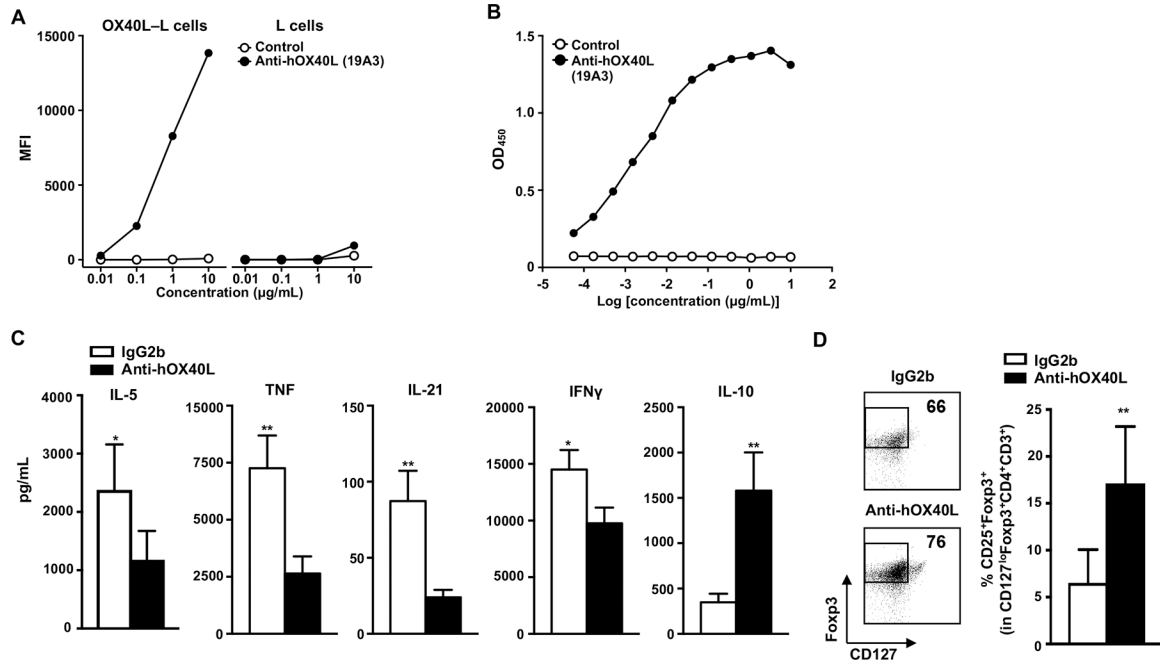 A
OX40L–L cells
L cells
Control
Anti-hOX40L (19A3)
15000
10000
5000
0
MFI
0.01 0.1 1 10
0.01 0.1 1 10
Concentration (µg/mL)
B
Control
Anti-hOX40L
(19A3)
1.5
1.0
0.5
0
OD450
-5 -4 -3 -2 -1 0 1 2
Log [concentration (µg/mL)]
C
IgG2b
Anti-hOX40L
pg/mL
IL-5
4000
3000
2000
1000
0
*
TNF
15000
7500
5000
2500
0
**
IL-21
150
100
50
0
**
IFNγ
20000
15000
10000
5000
0
*
IL-10
2500
2000
1500
1000
500
0
**
D
IgG2b
66
Anti-hOX40L
76
Foxp3
CD127
IgG2b
Anti-hOX40L
% CD25+Foxp3+
(in CD127loFoxp3+CD4+CD3+)
25
20
15
10
5
0
**